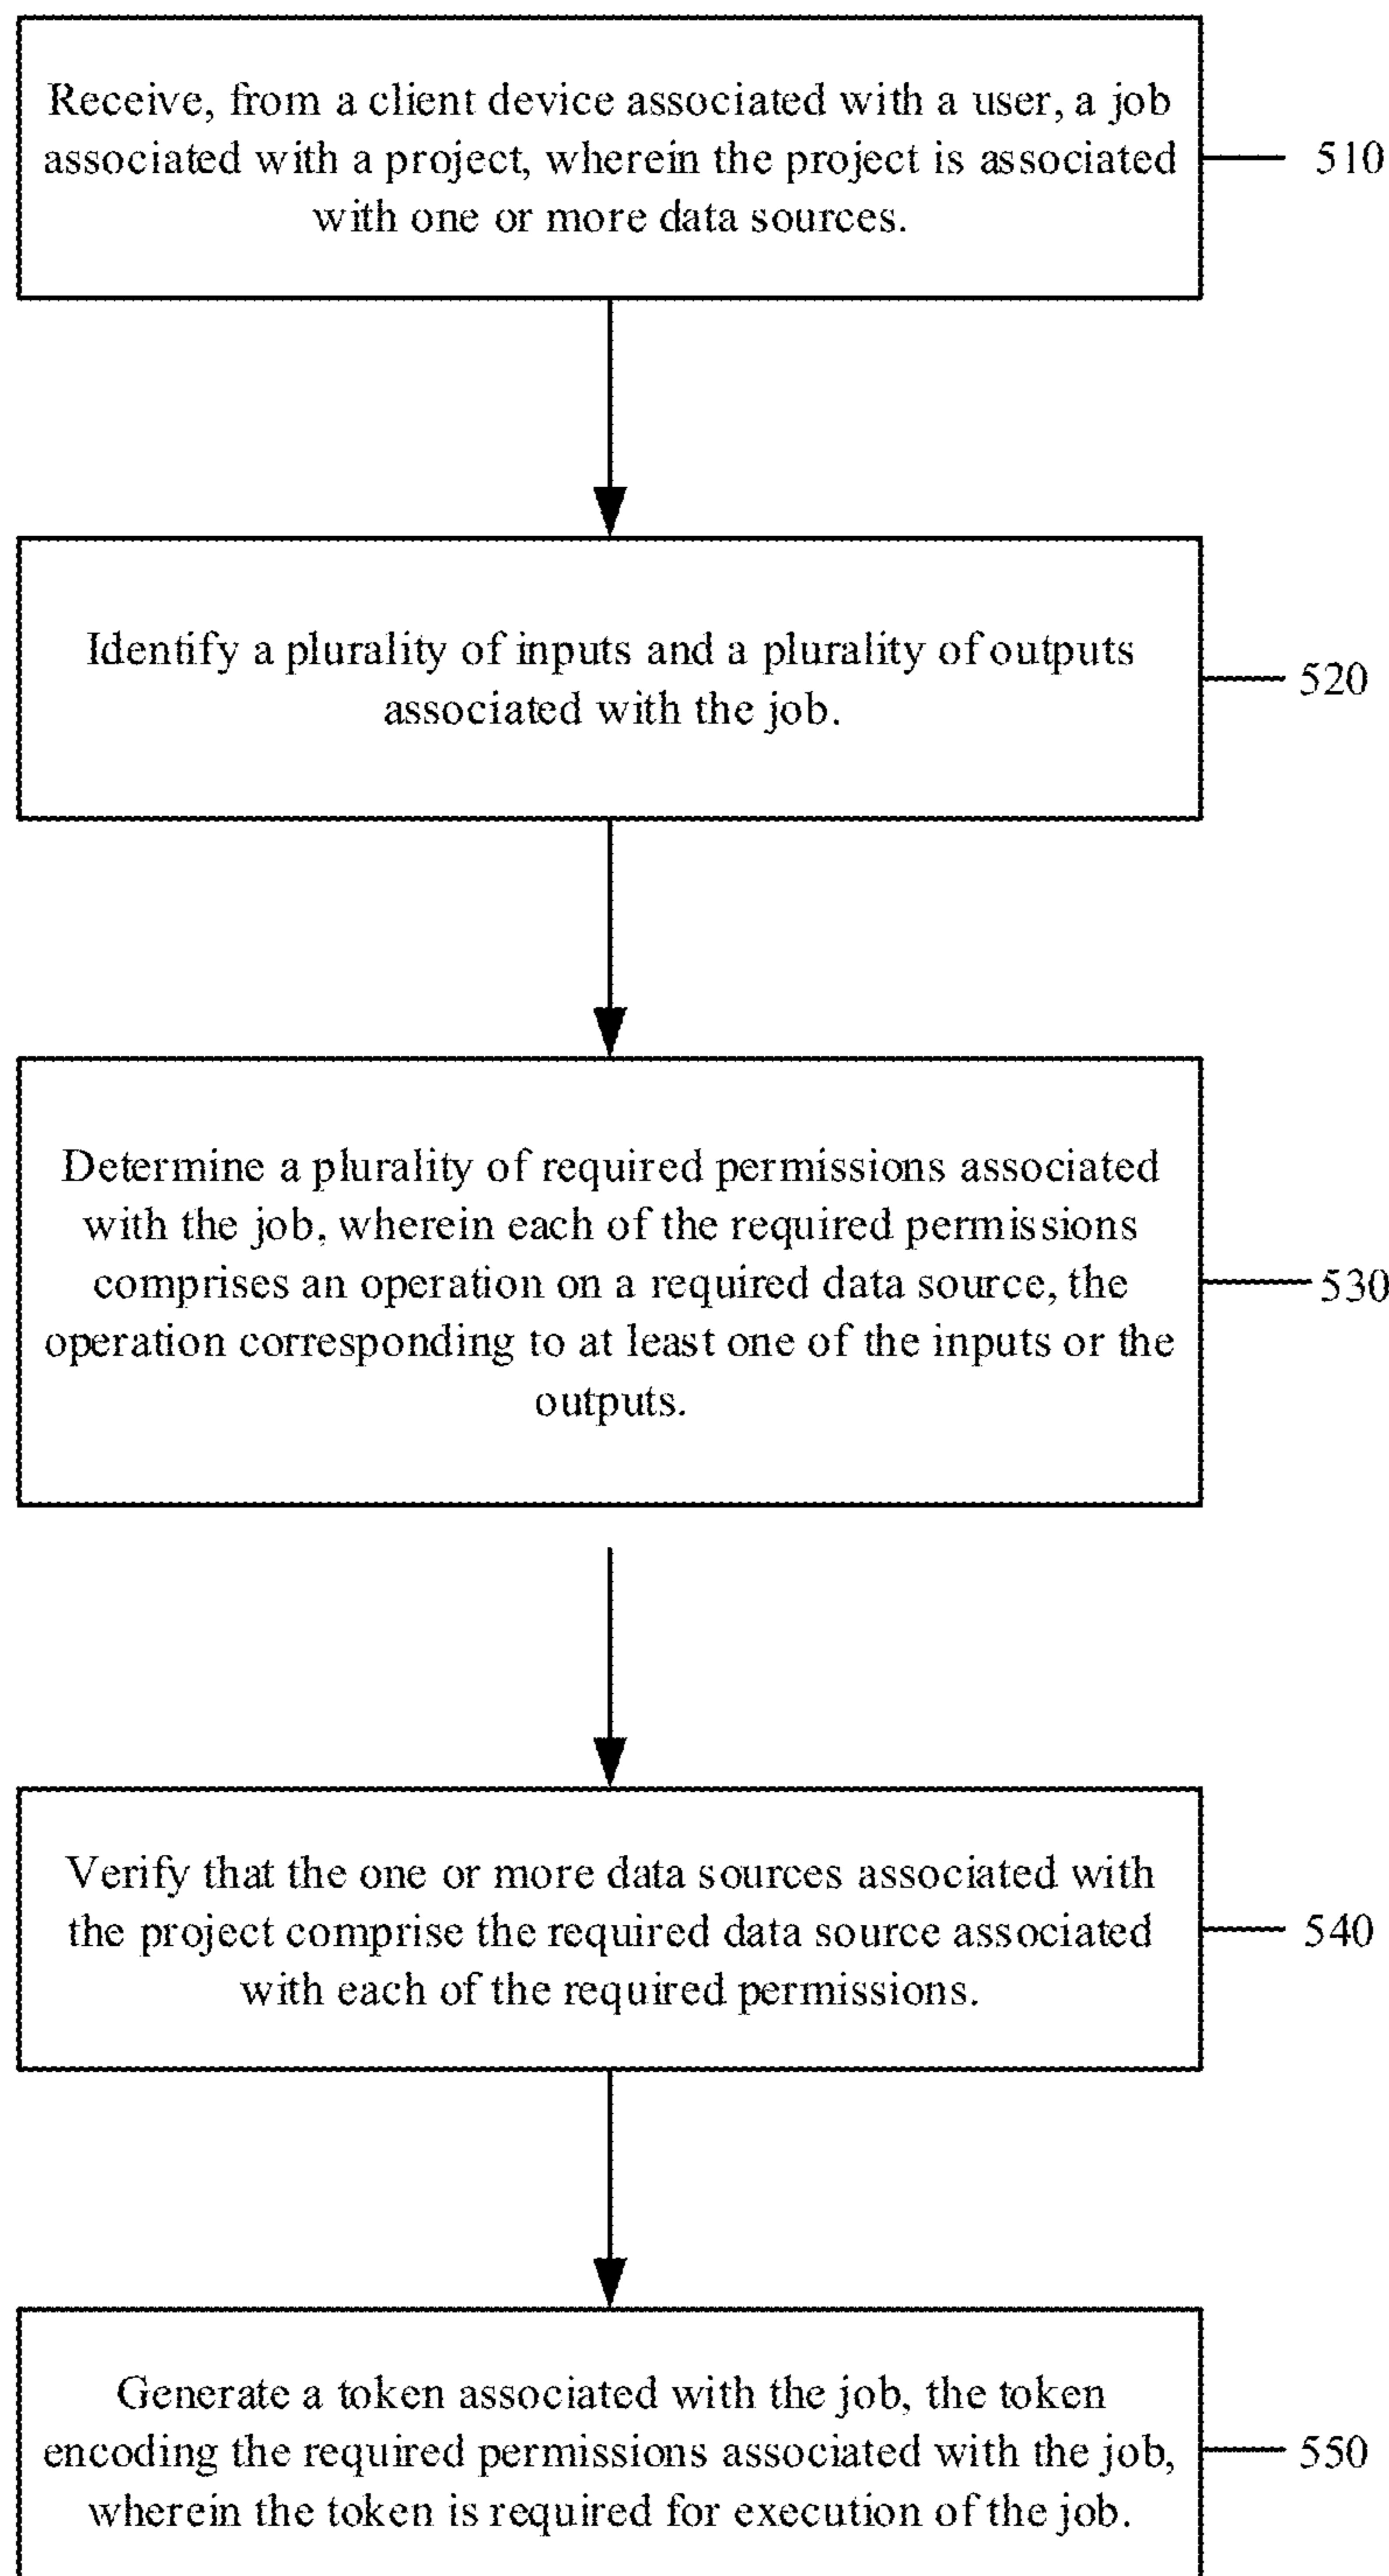 Receive, from a client device associated with a user, a job
associated with a project, wherein the project is associated
with one or more data sources.
510
Identify a plurality of inputs and a plurality of outputs
associated with the job.
520
Determine a plurality of required permissions associated
with the job, wherein each of the required permissions
comprises an operation on a required data source, the
operation corresponding to at least one of the inputs or the
outputs.
530
Verify that the one or more data sources associated with
the project comprise the required data source associated
with each of the required permissions.
540
Generate a token associated with the job, the token
encoding the required permissions associated with the job,
wherein the token is required for execution of the job.
550